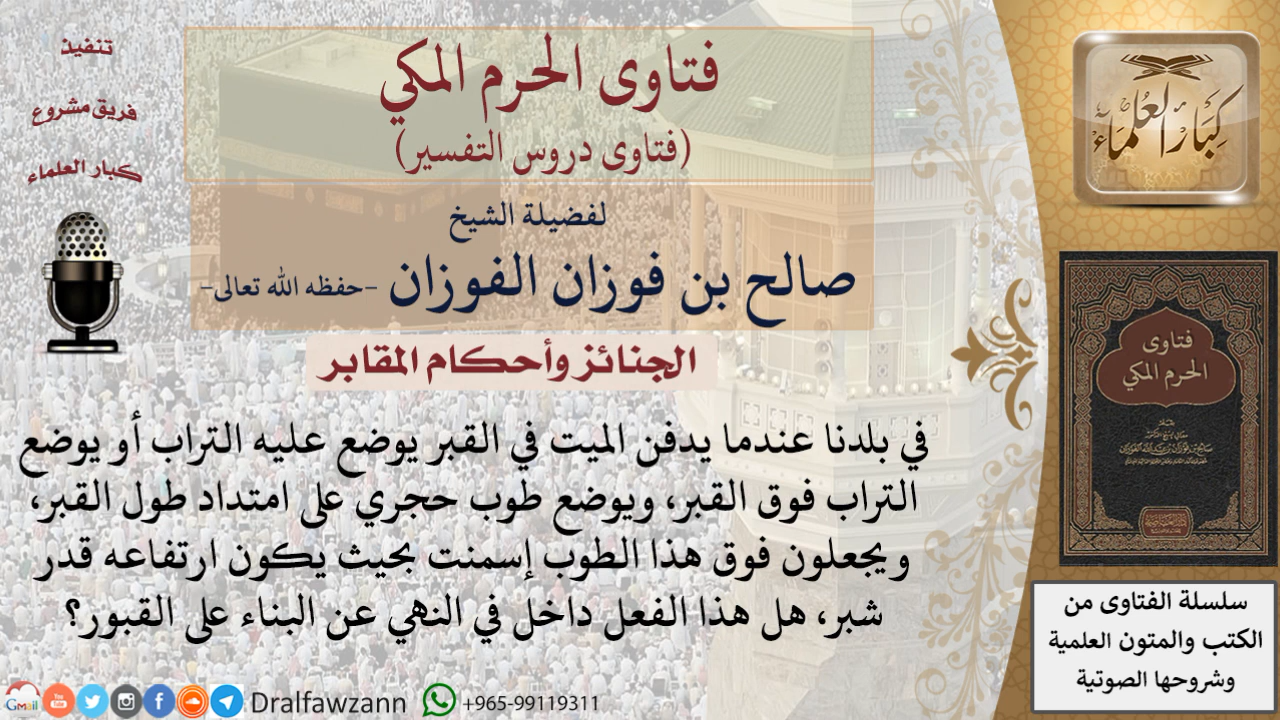 تنفيذ
فريق مشروع
كبار العلماء
فتاوى الحرم المكي
(فتاوى دروس التفسير)
لفضيلة الشيخ
صالح بن فوزان الفوزان -حفظه الله تعالى-
الجنائز وأحكام المقابر
في بلدنا عندما يدفن الميت في القبر يوضع عليه التراب أو يوضع
التراب فوق القبر، ويوضع طوب حجري على امتداد طول القبر،
ويجعلون فوق هذا الطوب إسمنت بحيث يكون ارتفاعه قدر
شبر، هل هذا الفعل داخل في النهي عن البناء على القبور؟
كبار العلماء
فتاوى
الحرم المكي
سلسلة الفتاوى من
الكتب والمتون العلمية
وشروحها الصوتية
Gmail
You
Tube
Dralfawzann
+965-99119311